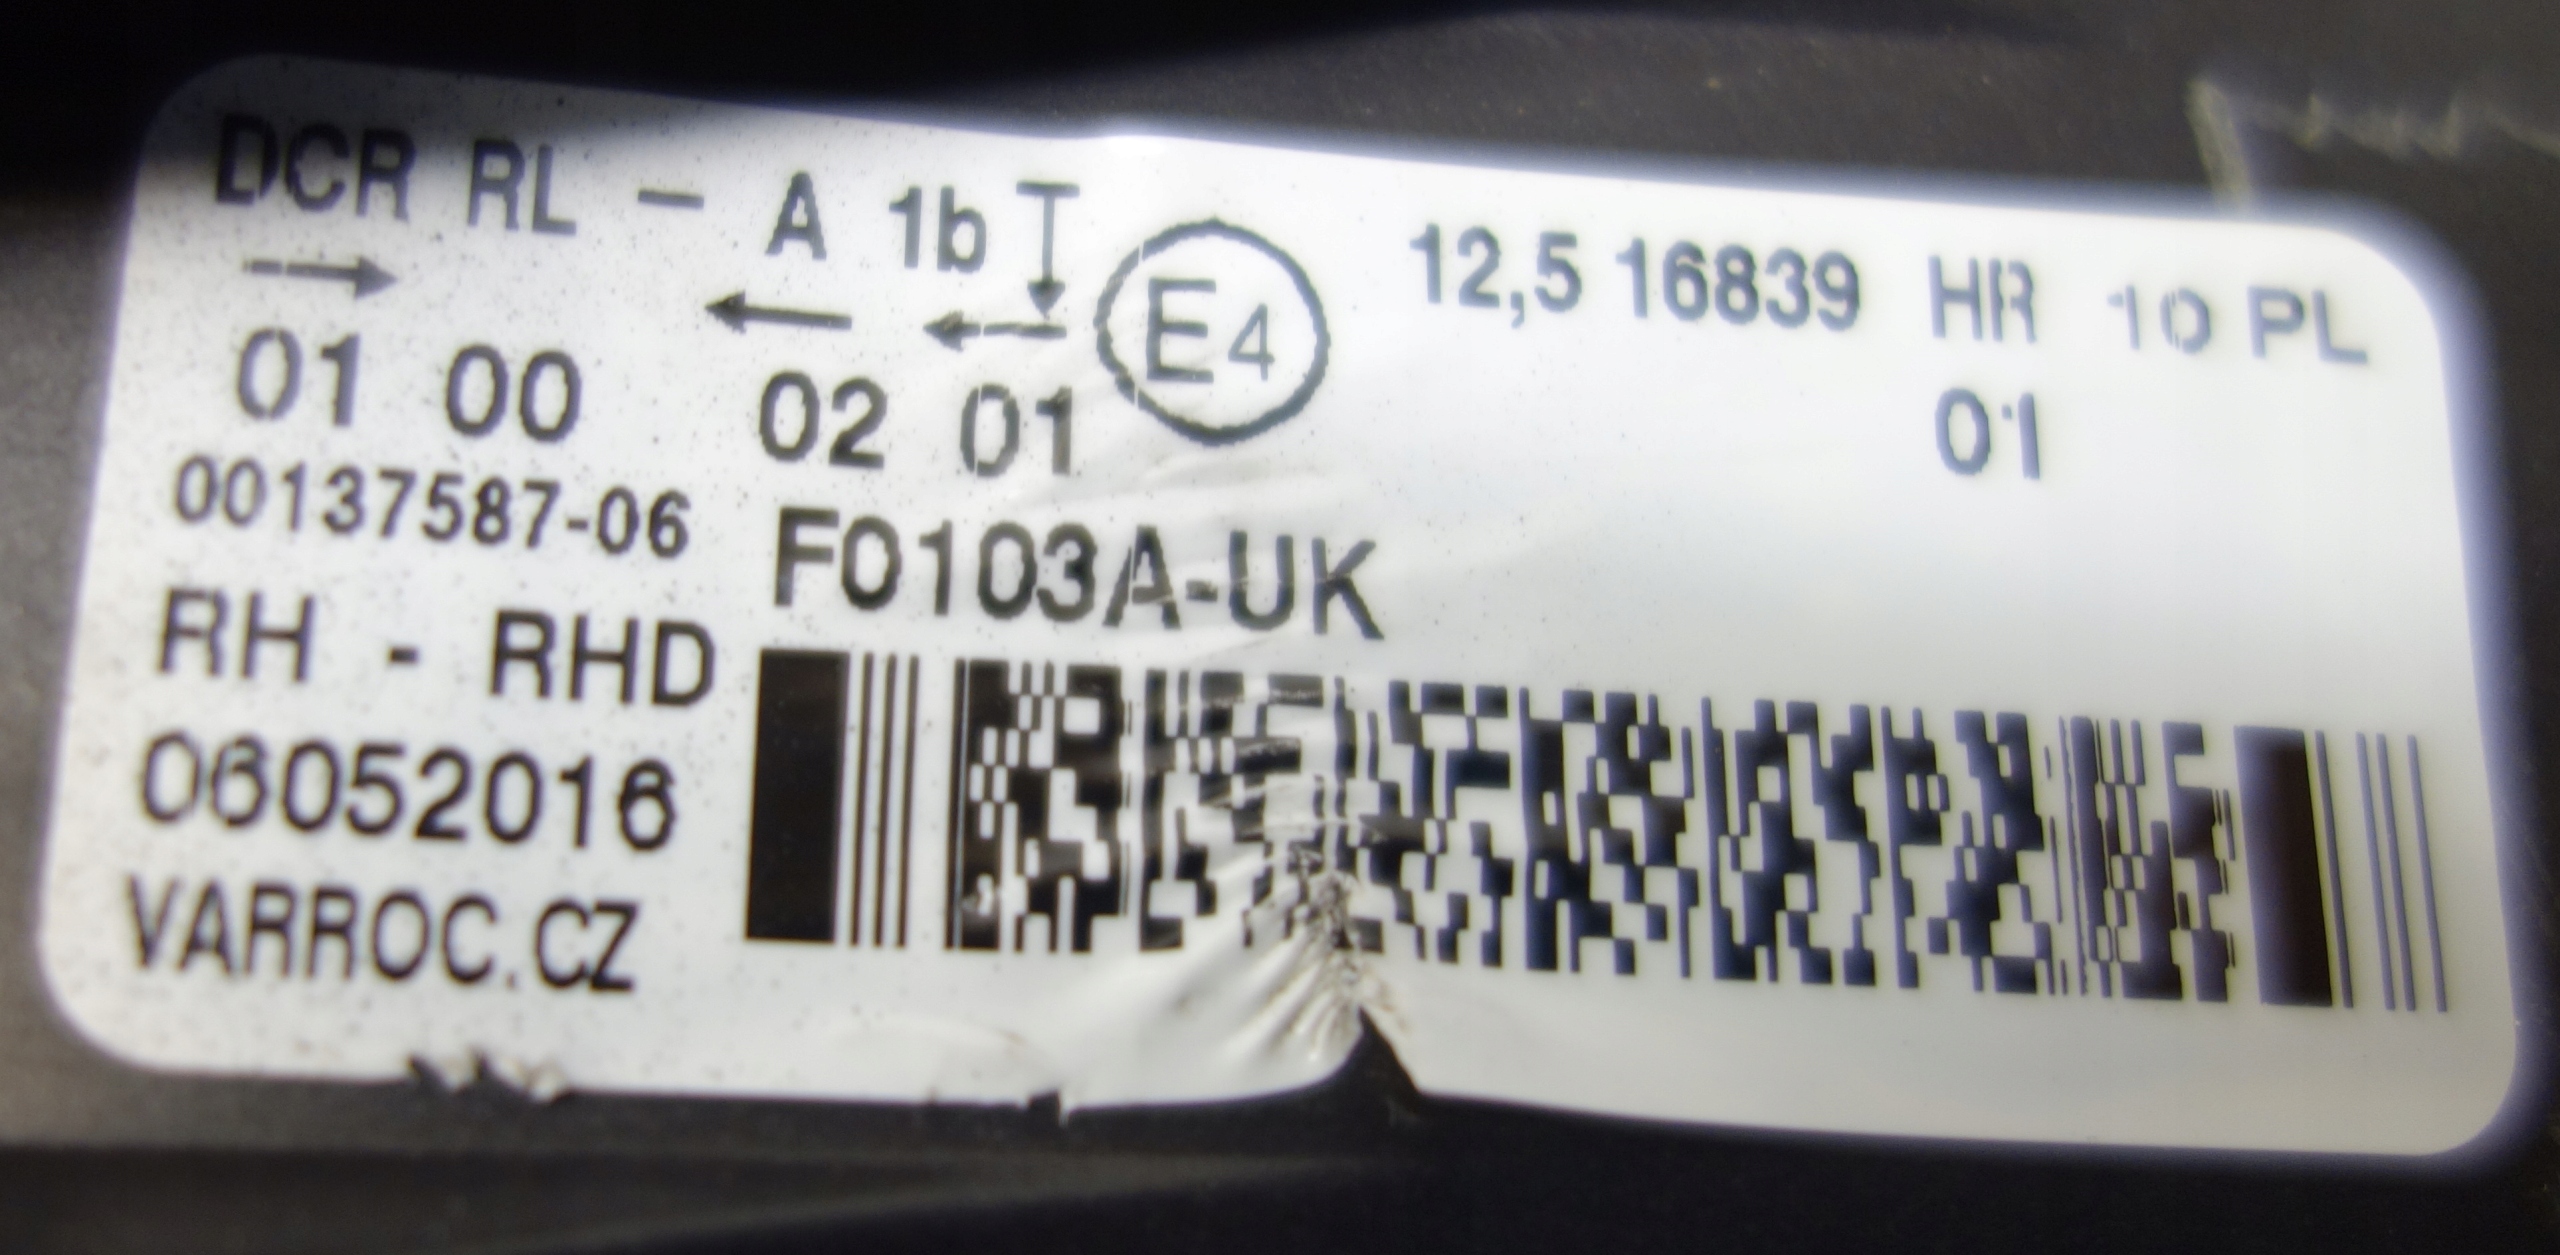 DCR RL - A 1b E4 12,5 16839 HR 10 PL
01 00 02 01 01
00137587-06 F0103A-UK
RH - RHD
06052016
VARROC.CZ